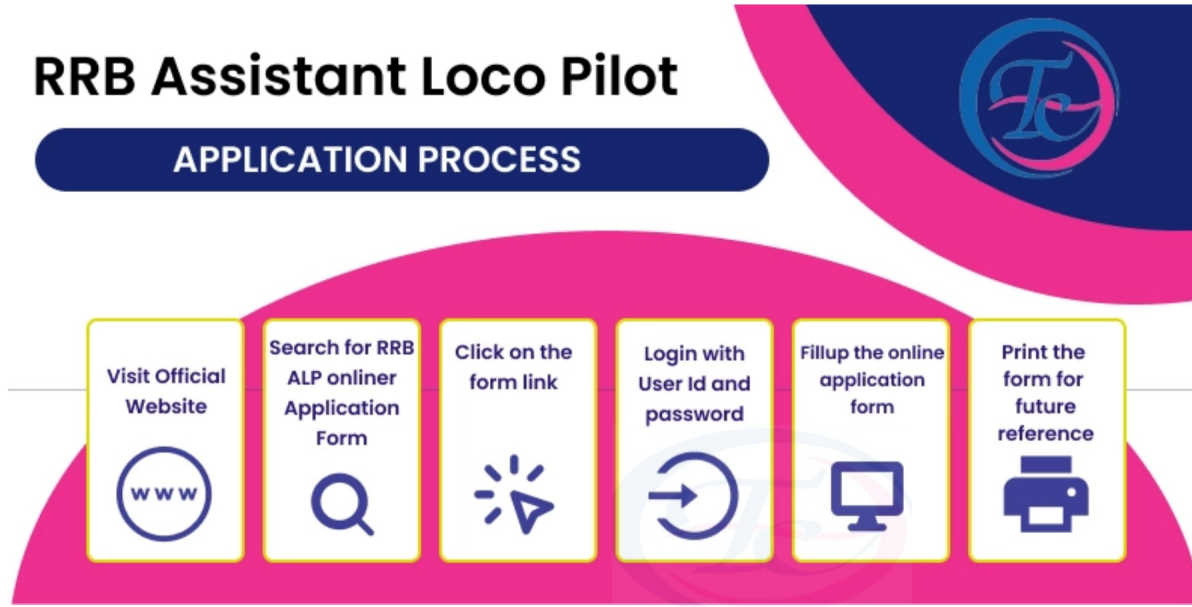 RRB Assistant Loco Pilot
APPLICATION PROCESS
Tc
Visit Official
Website
www
Search for RRB
ALP onliner
Application
Form
Click on the
form link
Login with
User Id and
password
Fillup the online
application
form
Print the
form for
future
reference
Tc